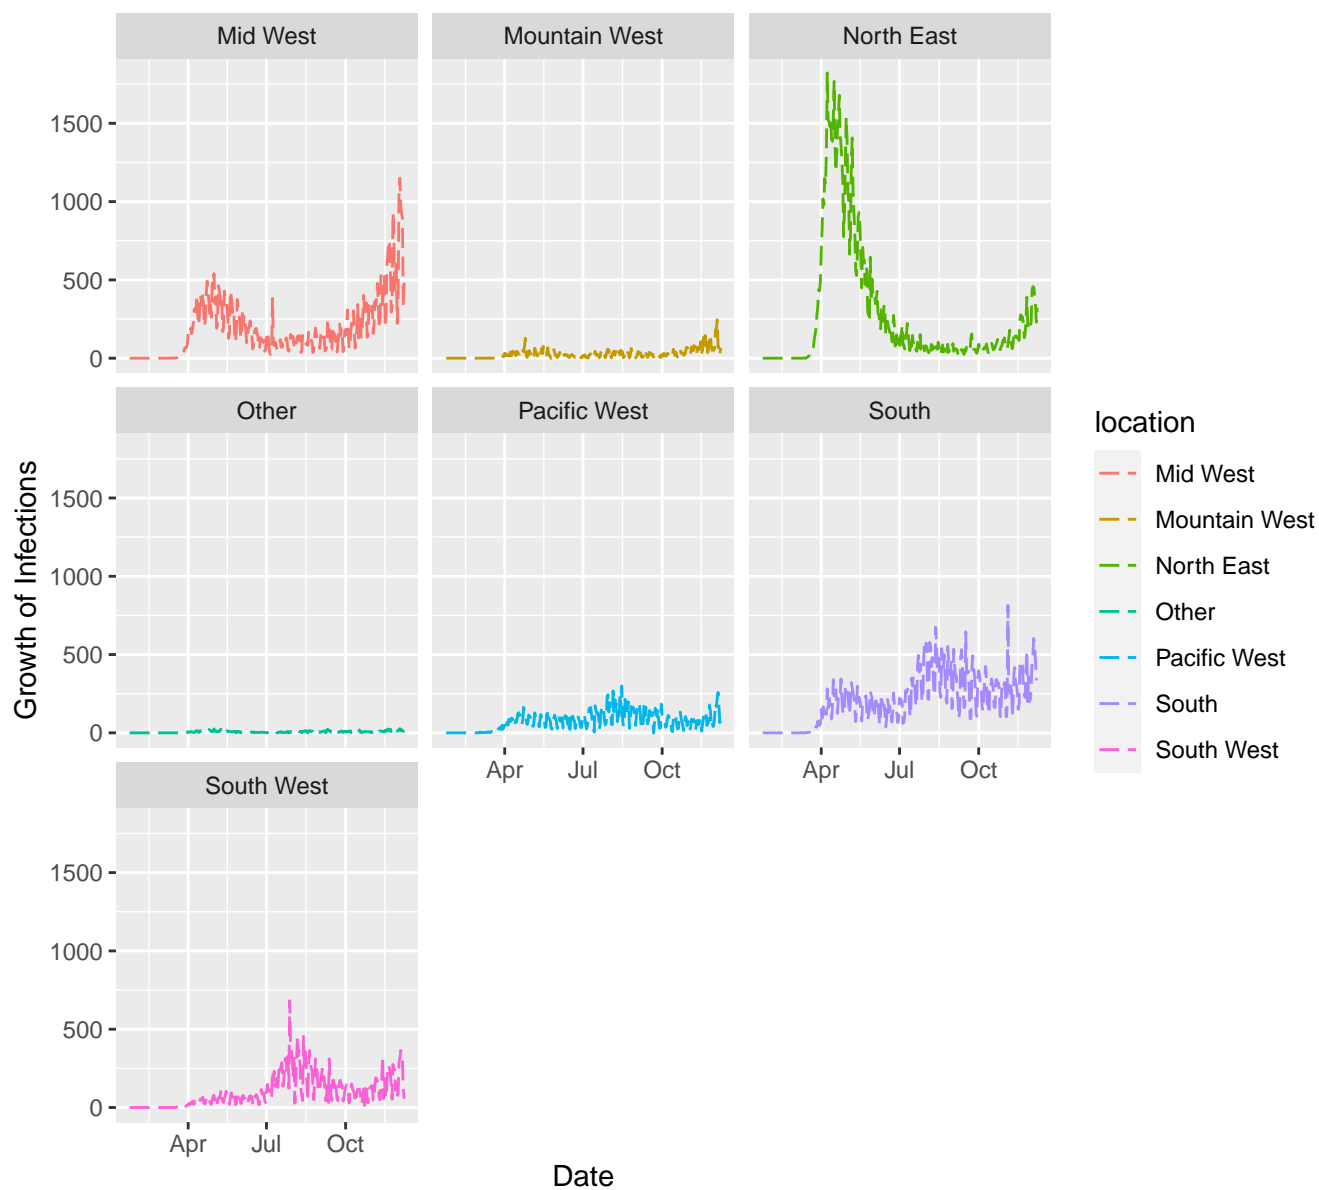 Mid West
Mountain West
North East
1500
1000
500
0
Other
Pacific West
South
1500
1000
500
0
Apr
Jul
Oct
Apr
Jul
Oct
South West
1500
1000
500
0
Apr
Jul
Oct
Growth of Infections
Date
location
Mid West
Mountain West
North East
Other
Pacific West
South
South West